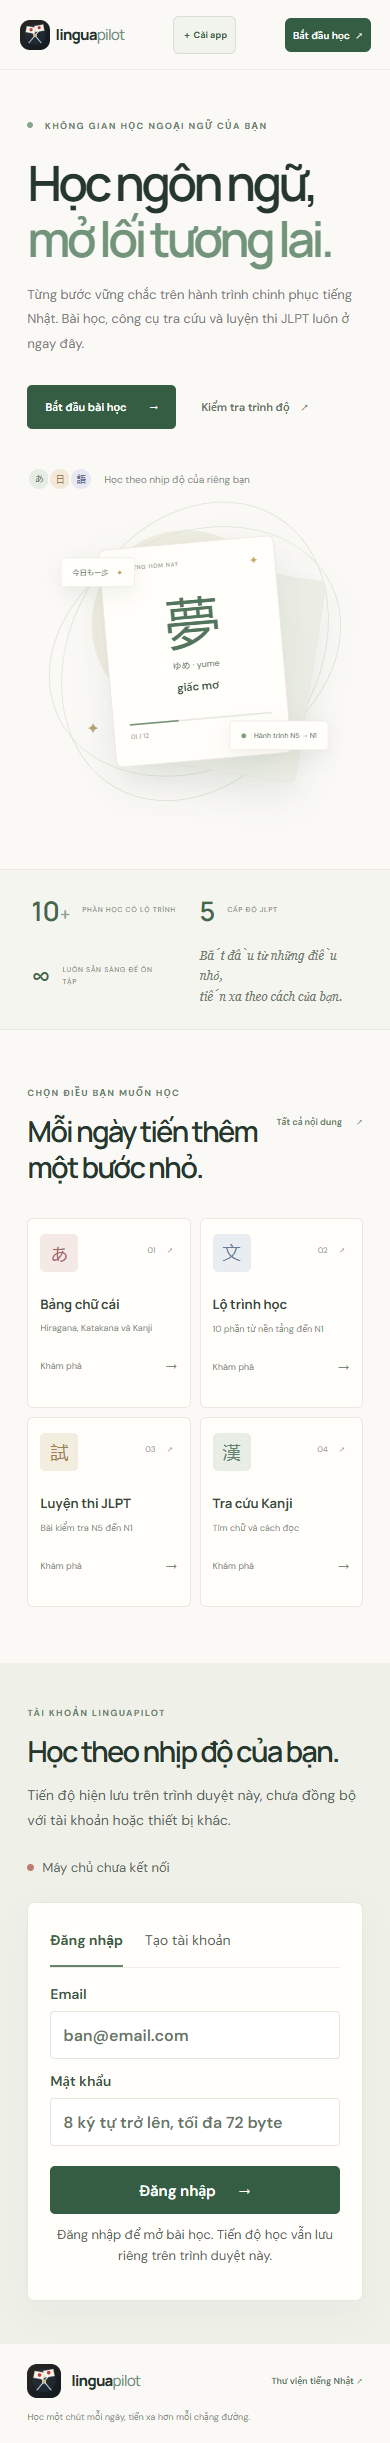 linguapilot
+ Cài app
Bắt đầu học ↗
KHÔNG GIAN HỌC NGOẠI NGỮ CỦA BẠN
Học ngôn ngữ,
mở lối tương lai.
Từng bước vững chắc trên hành trình chinh phục tiếng
Nhật. Bài học, công cụ tra cứu và luyện thi JLPT luôn ở
ngay đây.
Bắt đầu bài học →
Kiểm tra trình độ ↗
あ 日 語 Học theo nhịp độ của riêng bạn
今日も一歩 ✦
NG HÔM NAY ✦
夢
ゆめ · yume
giấc mơ
01 / 12
Hành trình N5 → N1
10+ PHẦN HỌC CÓ LỘ TRÌNH
5 CẤP ĐỘ JLPT
∞ LUÔN SẴN SÀNG ĐỂ ÔN
TẬP
Bắt đầu từ những điều
nhỏ,
tiến xa theo cách của bạn.
CHỌN ĐIỀU BẠN MUỐN HỌC
Mỗi ngày tiến thêm
một bước nhỏ.
Tất cả nội dung ↗
あ 01 ↗
Bảng chữ cái
Hiragana, Katakana và Kanji
Khám phá →
文 02 ↗
Lộ trình học
10 phần từ nền tảng đến N1
Khám phá →
試 03 ↗
Luyện thi JLPT
Bài kiểm tra N5 đến N1
Khám phá →
漢 04 ↗
Tra cứu Kanji
Tìm chữ và cách đọc
Khám phá →
TÀI KHOẢN LINGUAPILOT
Học theo nhịp độ của bạn.
Tiến độ hiện lưu trên trình duyệt này, chưa đồng bộ
với tài khoản hoặc thiết bị khác.
Máy chủ chưa kết nối
Đăng nhập
Tạo tài khoản
Email
ban@email.com
Mật khẩu
8 ký tự trở lên, tối đa 72 byte
Đăng nhập →
Đăng nhập để mở bài học. Tiến độ học vẫn lưu
riêng trên trình duyệt này.
linguapilot
Thư viện tiếng Nhật ↗
Học một chút mỗi ngày, tiến xa hơn mỗi chặng đường.